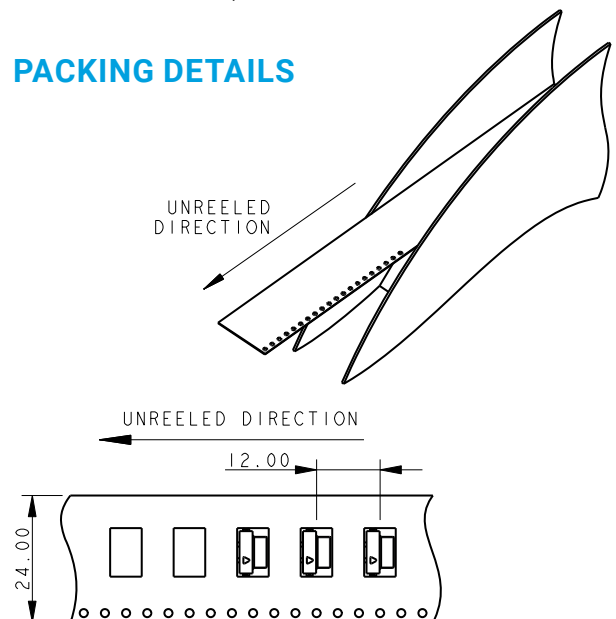 PACKING DETAILS
UNREELED
DIRECTION
UNREELED DIRECTION
12.00
24.00